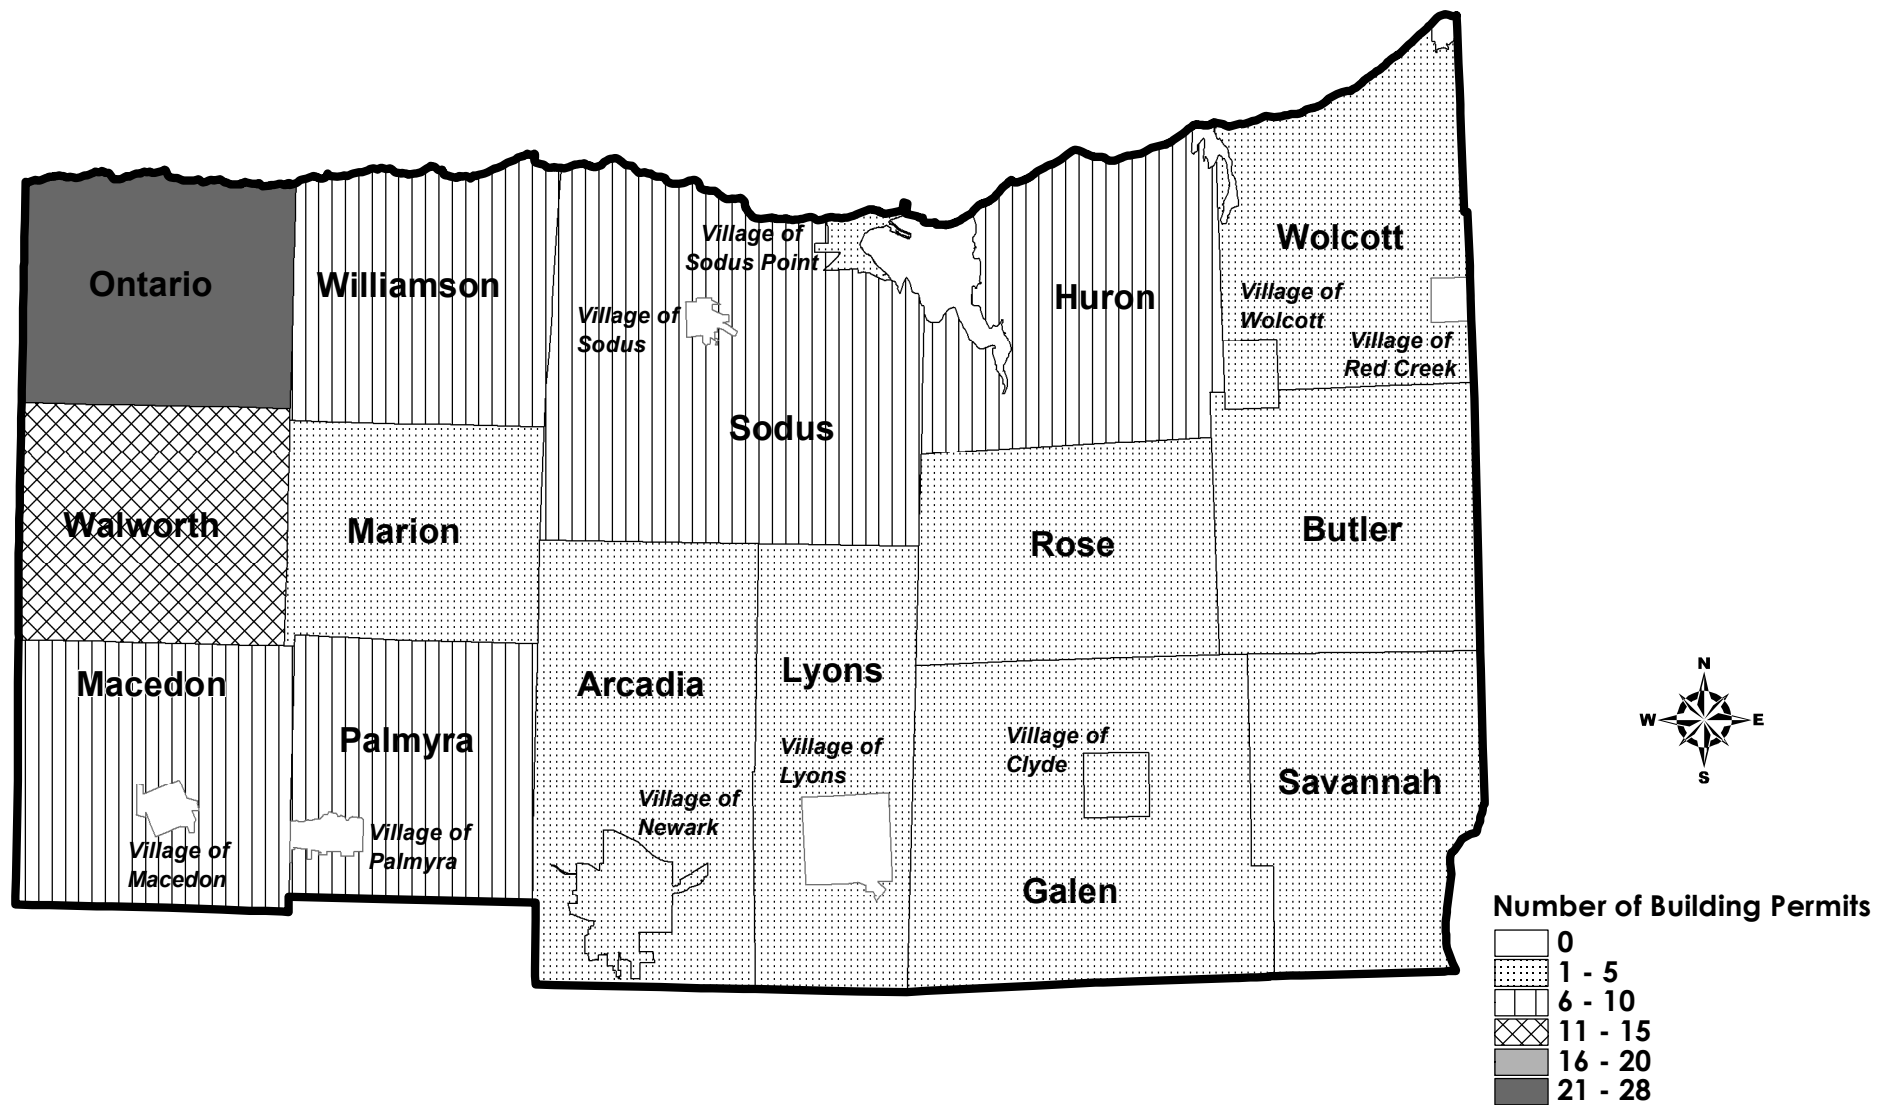 Ontario
Williamson
Village of
Sodus Point
Village of
Sodus
Sodus
Huron
Wolcott
Village of
Wolcott
Village of
Red Creek
Walworth
Marion
Rose
Butler
Macedon
Palmyra
Arcadia
Lyons
Village of
Lyons
Village of
Clyde
Savannah
Village of
Newark
Village of
Palmyra
Village of
Macedon
Galen
N
W E
S
Number of Building Permits
0
1 - 5
6 - 10
11 - 15
16 - 20
21 - 28